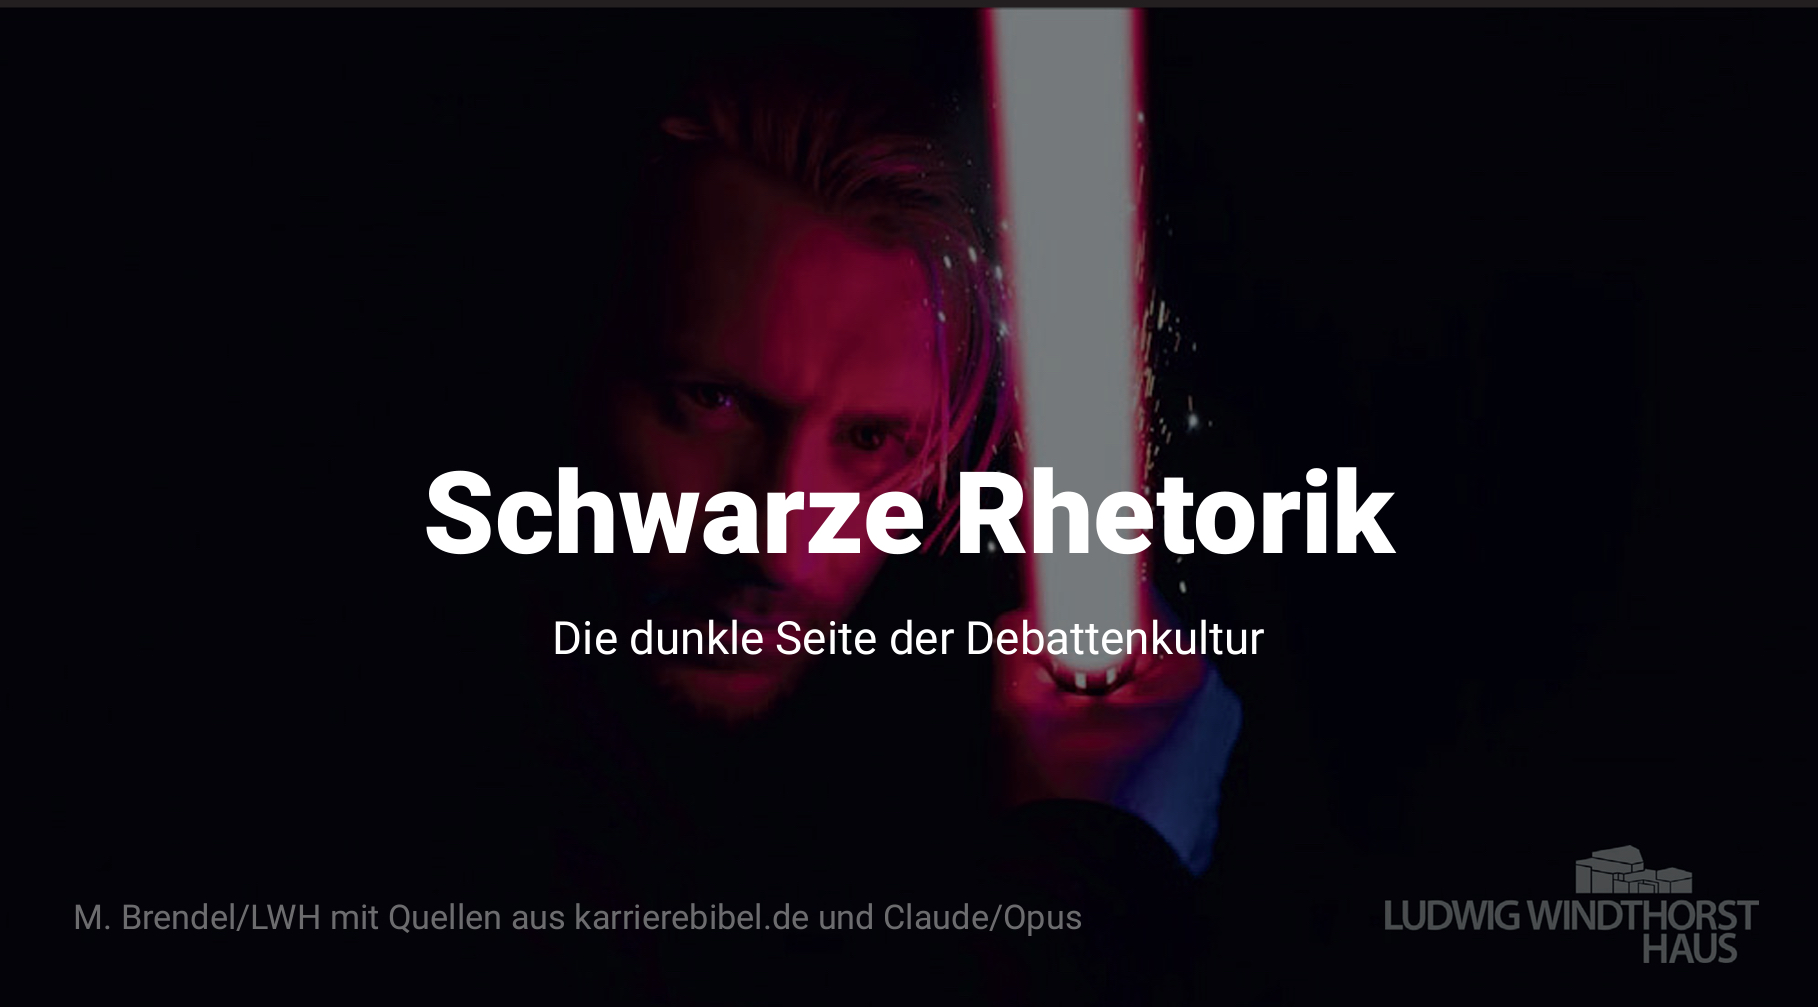 Schwarze Rhetorik
Die dunkle Seite der Debattenkultur
M. Brendel/LWH mit Quellen aus karrierebibel.de und Claude/Opus
LUDWIG WINDTHORST
HAUS